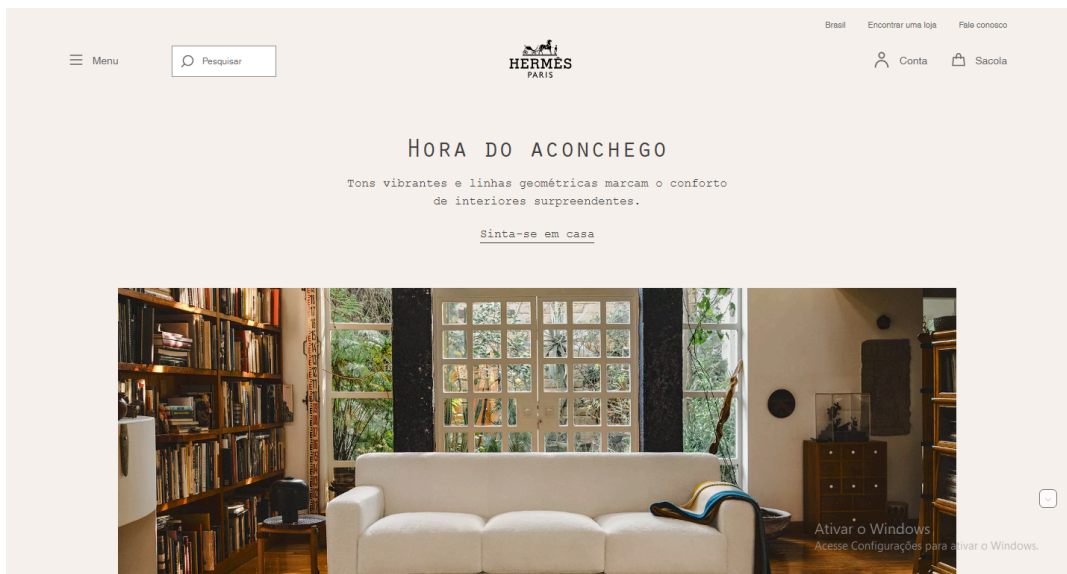 Brasil Encontrar uma loja Fale conosco
Menu Pesquisar HERMÈS Conta Sacola
PARIS
HORA DO ACONCHEGO
Tons vibrantes e linhas geométricas marcam o conforto
de interiores surpreendentes.
Sinta-se em casa
Ativar o Windows
Acesse Configurações para ativar o Windows.